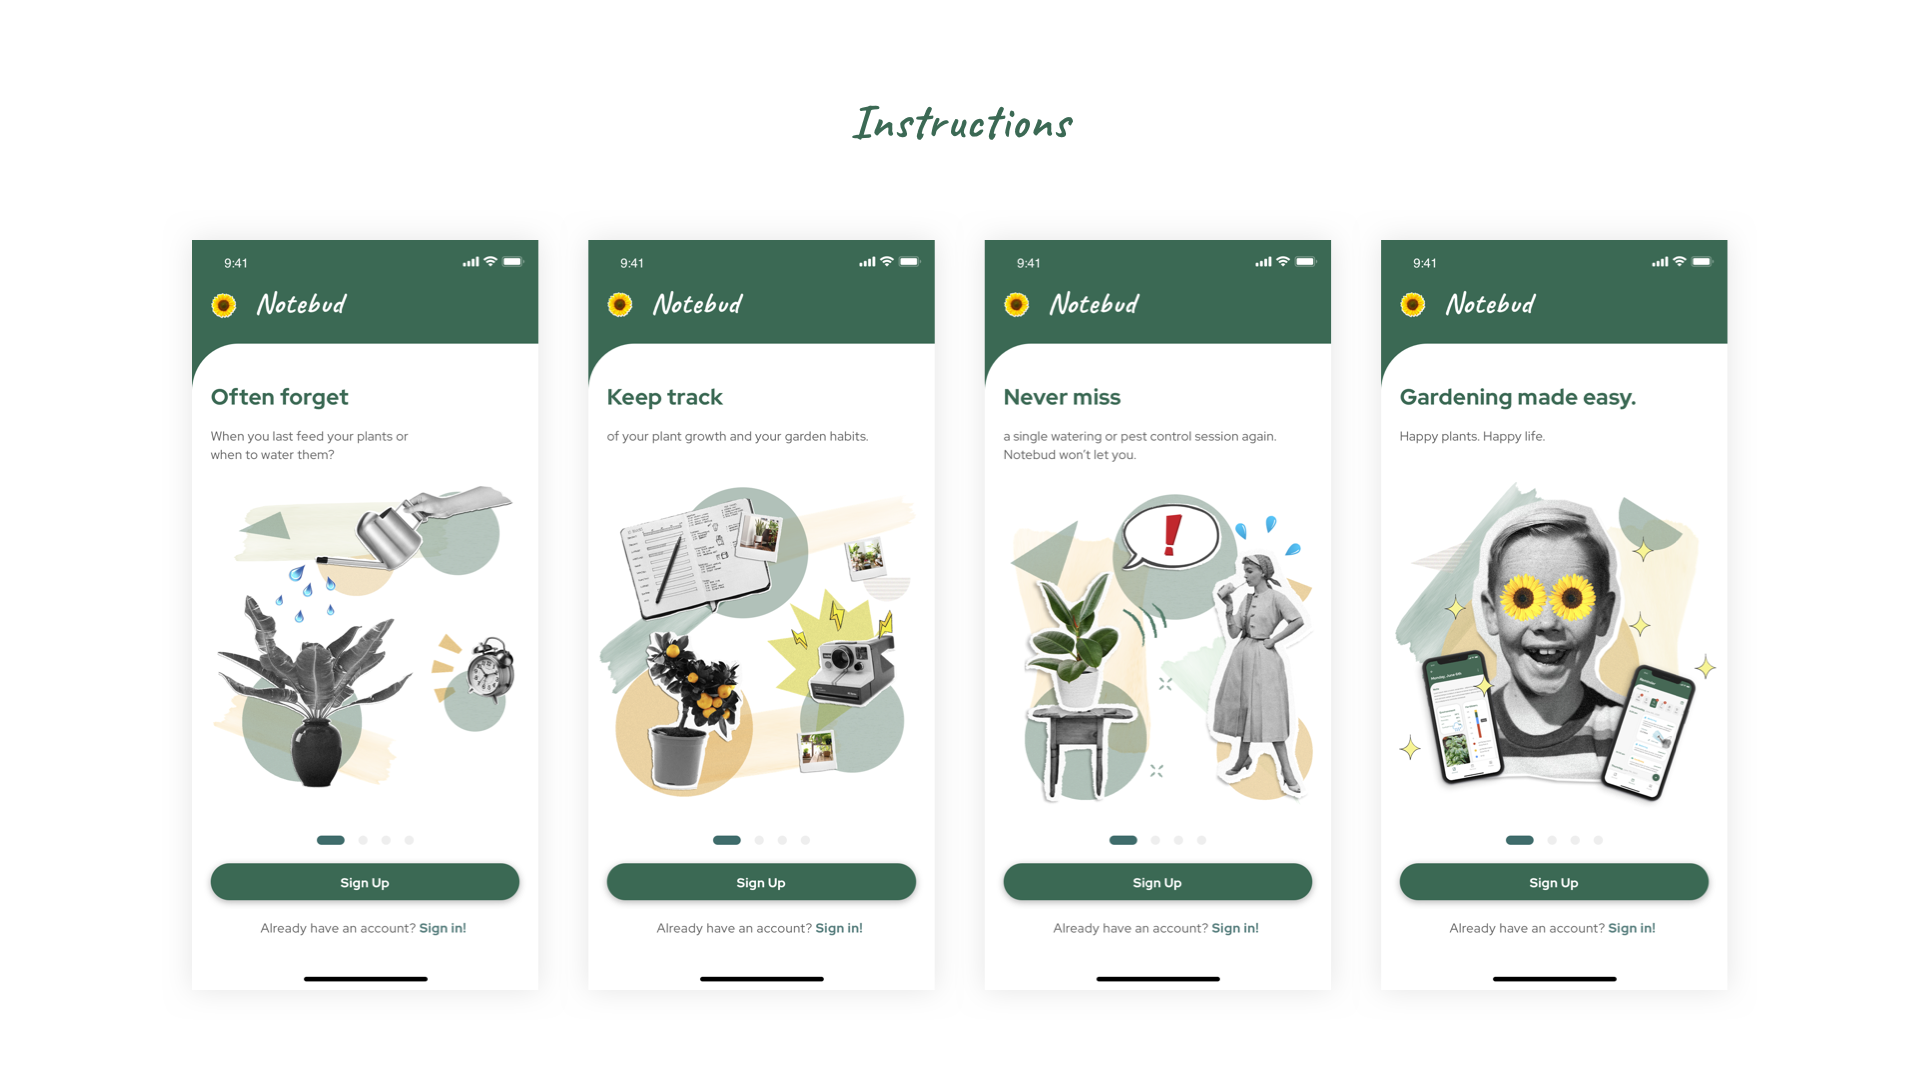 Instructions
9:41
Notebud
Often forget
When you last feed your plants or
when to water them?
Sign Up
Already have an account? Sign in!
9:41
Notebud
Keep track
of your plant growth and your garden habits.
Sign Up
Already have an account? Sign in!
9:41
Notebud
Never miss
a single watering or pest control session again.
Notebud won't let you.
!
Sign Up
Already have an account? Sign in!
9:41
Notebud
Gardening made easy.
Happy plants. Happy life.
Sign Up
Already have an account? Sign in!